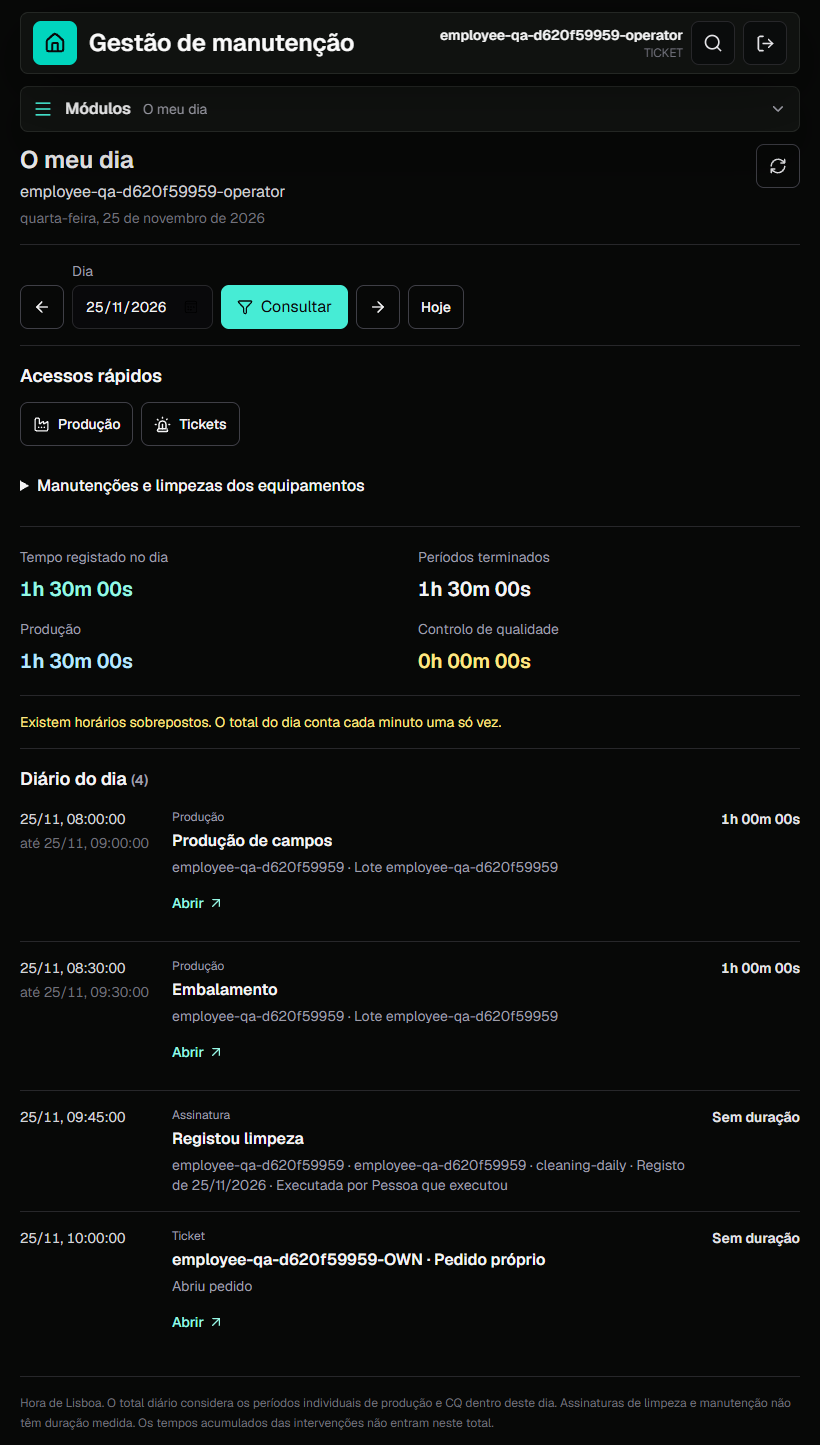 Gestão de manutenção
employee-qa-d620f59959-operator
TICKET
Módulos O meu dia
O meu dia
employee-qa-d620f59959-operator
quarta-feira, 25 de novembro de 2026
Dia
25/11/2026
Consultar
Hoje
Acessos rápidos
Produção
Tickets
Manutenções e limpezas dos equipamentos
Tempo registado no dia
1h 30m 00s
Períodos terminados
1h 30m 00s
Produção
1h 30m 00s
Controlo de qualidade
0h 00m 00s
Existem horários sobrepostos. O total do dia conta cada minuto uma só vez.
Diário do dia (4)
25/11, 08:00:00
até 25/11, 09:00:00
Produção
Produção de campos
employee-qa-d620f59959 · Lote employee-qa-d620f59959
Abrir
1h 00m 00s
25/11, 08:30:00
até 25/11, 09:30:00
Produção
Embalamento
employee-qa-d620f59959 · Lote employee-qa-d620f59959
Abrir
1h 00m 00s
25/11, 09:45:00
Assinatura
Registou limpeza
employee-qa-d620f59959 · employee-qa-d620f59959 · cleaning-daily · Registo
de 25/11/2026 · Executada por Pessoa que executou
Sem duração
25/11, 10:00:00
Ticket
employee-qa-d620f59959-OWN · Pedido próprio
Abriu pedido
Abrir
Sem duração
Hora de Lisboa. O total diário considera os períodos individuais de produção e CQ dentro deste dia. Assinaturas de limpeza e manutenção não
têm duração medida. Os tempos acumulados das intervenções não entram neste total.